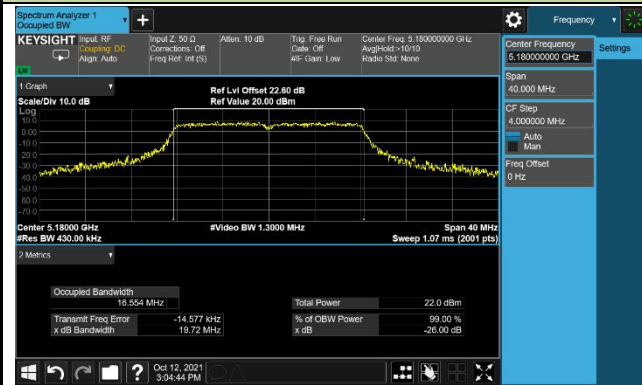 Spectrum Analyzer 1
Occupied BW
Frequency
KEYSIGHT
Input: RF
Coupling: DC
Align: Auto
Input Z: 50 Ω
Corrections: Off
Freq Ref: Int (S)
Atten: 10 dB
Trig: Free Run
Gate: Off
#IF Gain: Low
Center Freq: 5.180000000 GHz
Avg|Hold:>10/10
Radio Std: None
Center Frequency
5.180000000 GHz
Settings
Span
40.000 MHz
CF Step
4.000000 MHz
Auto
Man
Freq Offset
0 Hz
1 Graph
Scale/Div 10.0 dB
Ref Lvl Offset 22.60 dB
Ref Value 20.00 dBm
Log
10.0
0.00
-10.0
-20.0
-30.0
-40.0
-50.0
-60.0
-70.0
Center 5.18000 GHz
#Video BW 1.3000 MHz
Span 40 MHz
#Res BW 430.00 kHz
Sweep 1.07 ms (2001 pts)
2 Metrics
Occupied Bandwidth
16.554 MHz
Total Power
22.0 dBm
Transmit Freq Error
-14.577 kHz
% of OBW Power
99.00 %
x dB Bandwidth
19.72 MHz
x dB
-26.00 dB
Oct 12, 2021
3:04:44 PM